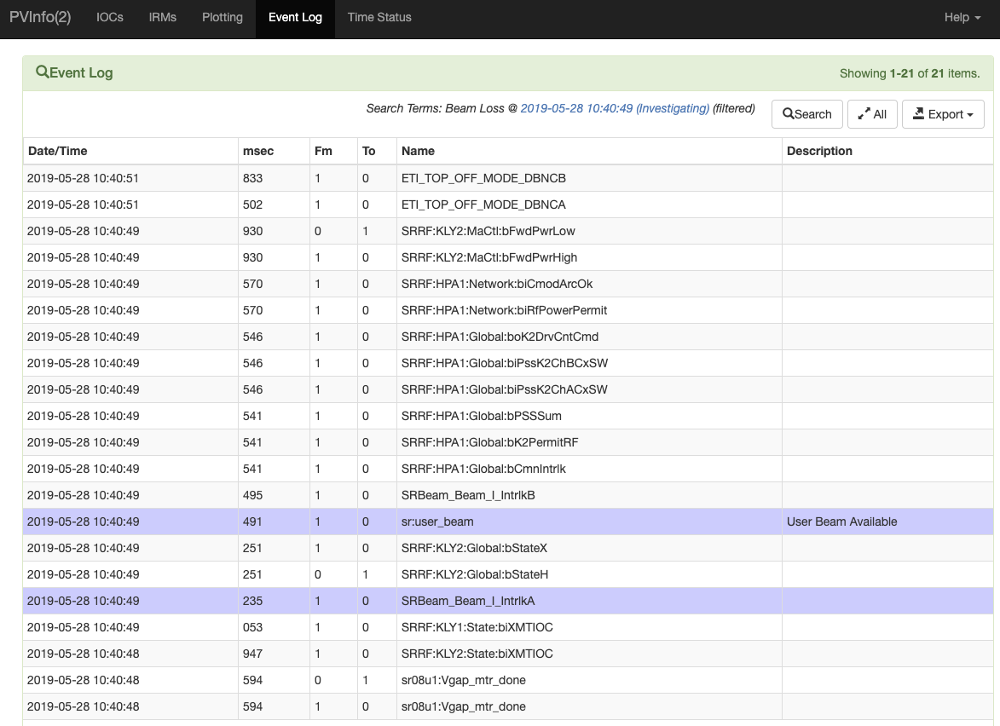 PVInfo(2) IOCs IRMs Plotting Event Log Time Status Help
Event Log Showing 1-21 of 21 items.
Search Terms: Beam Loss @ 2019-05-28 10:40:49 (Investigating) (filtered) Search All Export
Date/Time msec Fm To Name Description
2019-05-28 10:40:51 833 1 0 ETI_TOP_OFF_MODE_DBNCB
2019-05-28 10:40:51 502 1 0 ETI_TOP_OFF_MODE_DBNCA
2019-05-28 10:40:49 930 0 1 SRRF:KLY2:MaCtl:bFwdPwrLow
2019-05-28 10:40:49 930 1 0 SRRF:KLY2:MaCtl:bFwdPwrHigh
2019-05-28 10:40:49 570 1 0 SRRF:HPA1:Network:biCmodArcOk
2019-05-28 10:40:49 570 1 0 SRRF:HPA1:Network:biRfPowerPermit
2019-05-28 10:40:49 546 1 0 SRRF:HPA1:Global:boK2DrvCntCmd
2019-05-28 10:40:49 546 1 0 SRRF:HPA1:Global:biPssK2ChBCxSW
2019-05-28 10:40:49 546 1 0 SRRF:HPA1:Global:biPssK2ChACxSW
2019-05-28 10:40:49 541 1 0 SRRF:HPA1:Global:bPSSSum
2019-05-28 10:40:49 541 1 0 SRRF:HPA1:Global:bK2PermitRF
2019-05-28 10:40:49 541 1 0 SRRF:HPA1:Global:bCmnIntrlk
2019-05-28 10:40:49 495 1 0 SRBeam_Beam_I_IntrlkB
2019-05-28 10:40:49 491 1 0 sr:user_beam User Beam Available
2019-05-28 10:40:49 251 1 0 SRRF:KLY2:Global:bStateX
2019-05-28 10:40:49 251 0 1 SRRF:KLY2:Global:bStateH
2019-05-28 10:40:49 235 1 0 SRBeam_Beam_I_IntrlkA
2019-05-28 10:40:49 053 1 0 SRRF:KLY1:State:biXMTIOC
2019-05-28 10:40:48 947 1 0 SRRF:KLY2:State:biXMTIOC
2019-05-28 10:40:48 594 0 1 sr08u1:Vgap_mtr_done
2019-05-28 10:40:48 594 1 0 sr08u1:Vgap_mtr_done